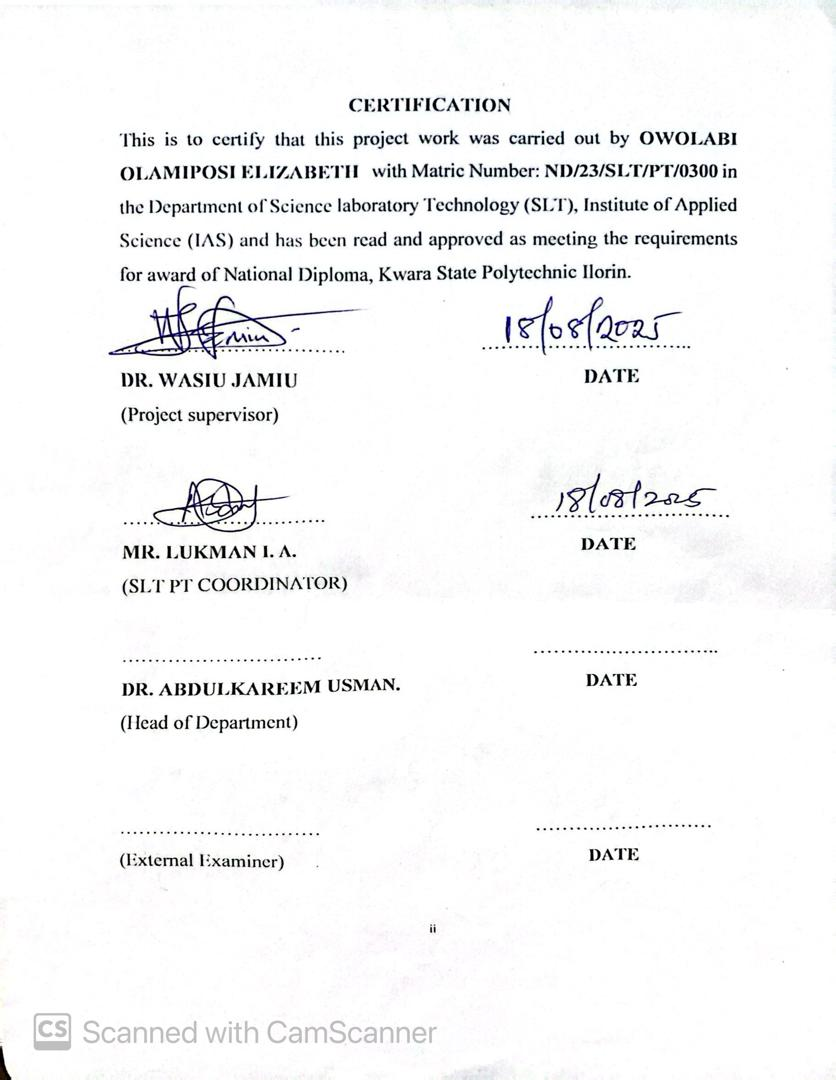 CERTIFICATION
This is to certify that this project work was carried out by OWOLABI
OLAMIPOSI ELIZABETH with Matric Number: ND/23/SLT/PT/0300 in
the Department of Science laboratory Technology (SLT), Institute of Applied
Science (IAS) and has been read and approved as meeting the requirements
for award of National Diploma, Kwara State Polytechnic Ilorin.
18/08/2025
DR. WASIU JAMIU DATE
(Project supervisor)
18/08/2025
MR. LUKMAN I. A. DATE
(SLT PT COORDINATOR)
DR. ABDULKAREEM USMAN. DATE
(Head of Department)
(External Examiner) DATE
ii
CS Scanned with CamScanner